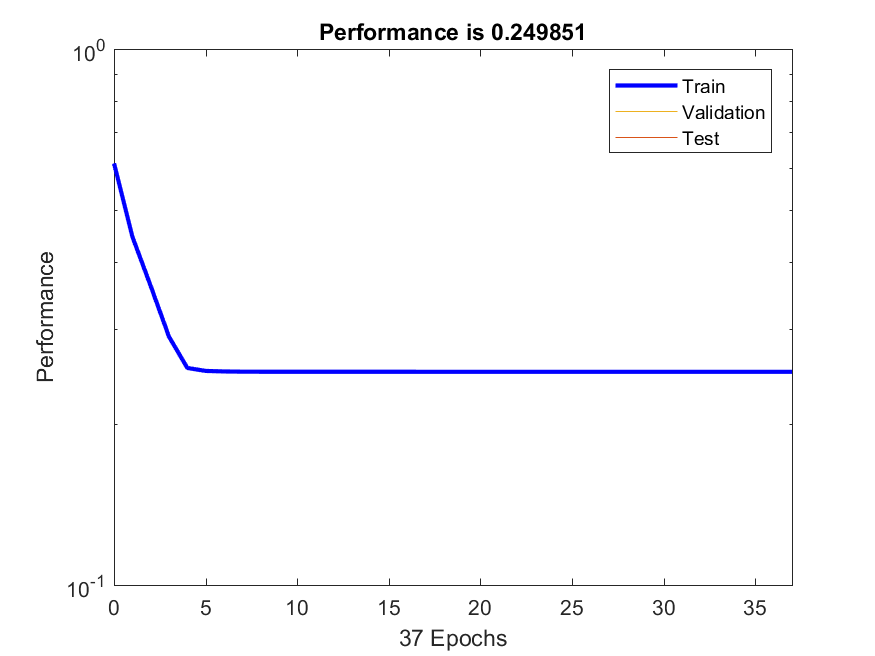 Performance is 0.249851
10^0
Train
Validation
Test
Performance
10^-1
0 5 10 15 20 25 30 35
37 Epochs